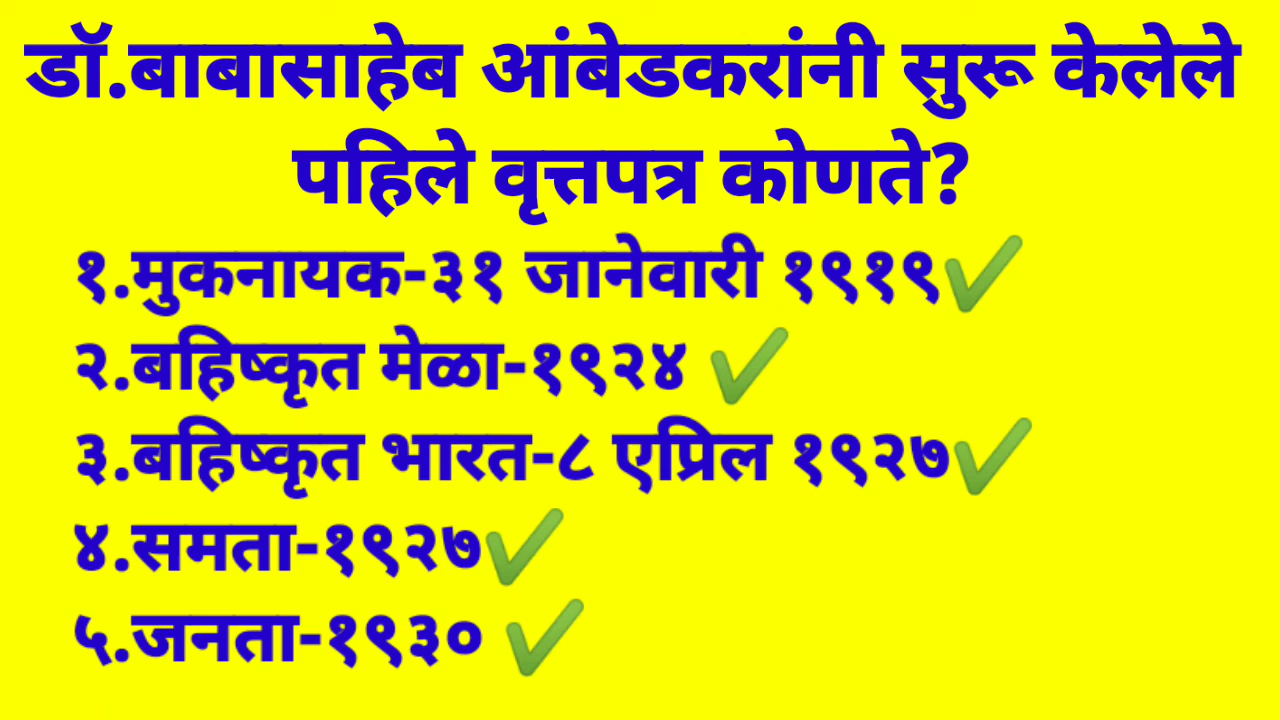 डॉ.बाबासाहेब आंबेडकरांनी सुरू केलेले
पहिले वृत्तपत्र कोणते?
१.मुकनायक-३१ जानेवारी १९१९✔
२.बहिष्कृत मेळा-१९२४ ✔
३.बहिष्कृत भारत-८ एप्रिल १९२७✔
४.समता-१९२७✔
५.जनता-१९३० ✔